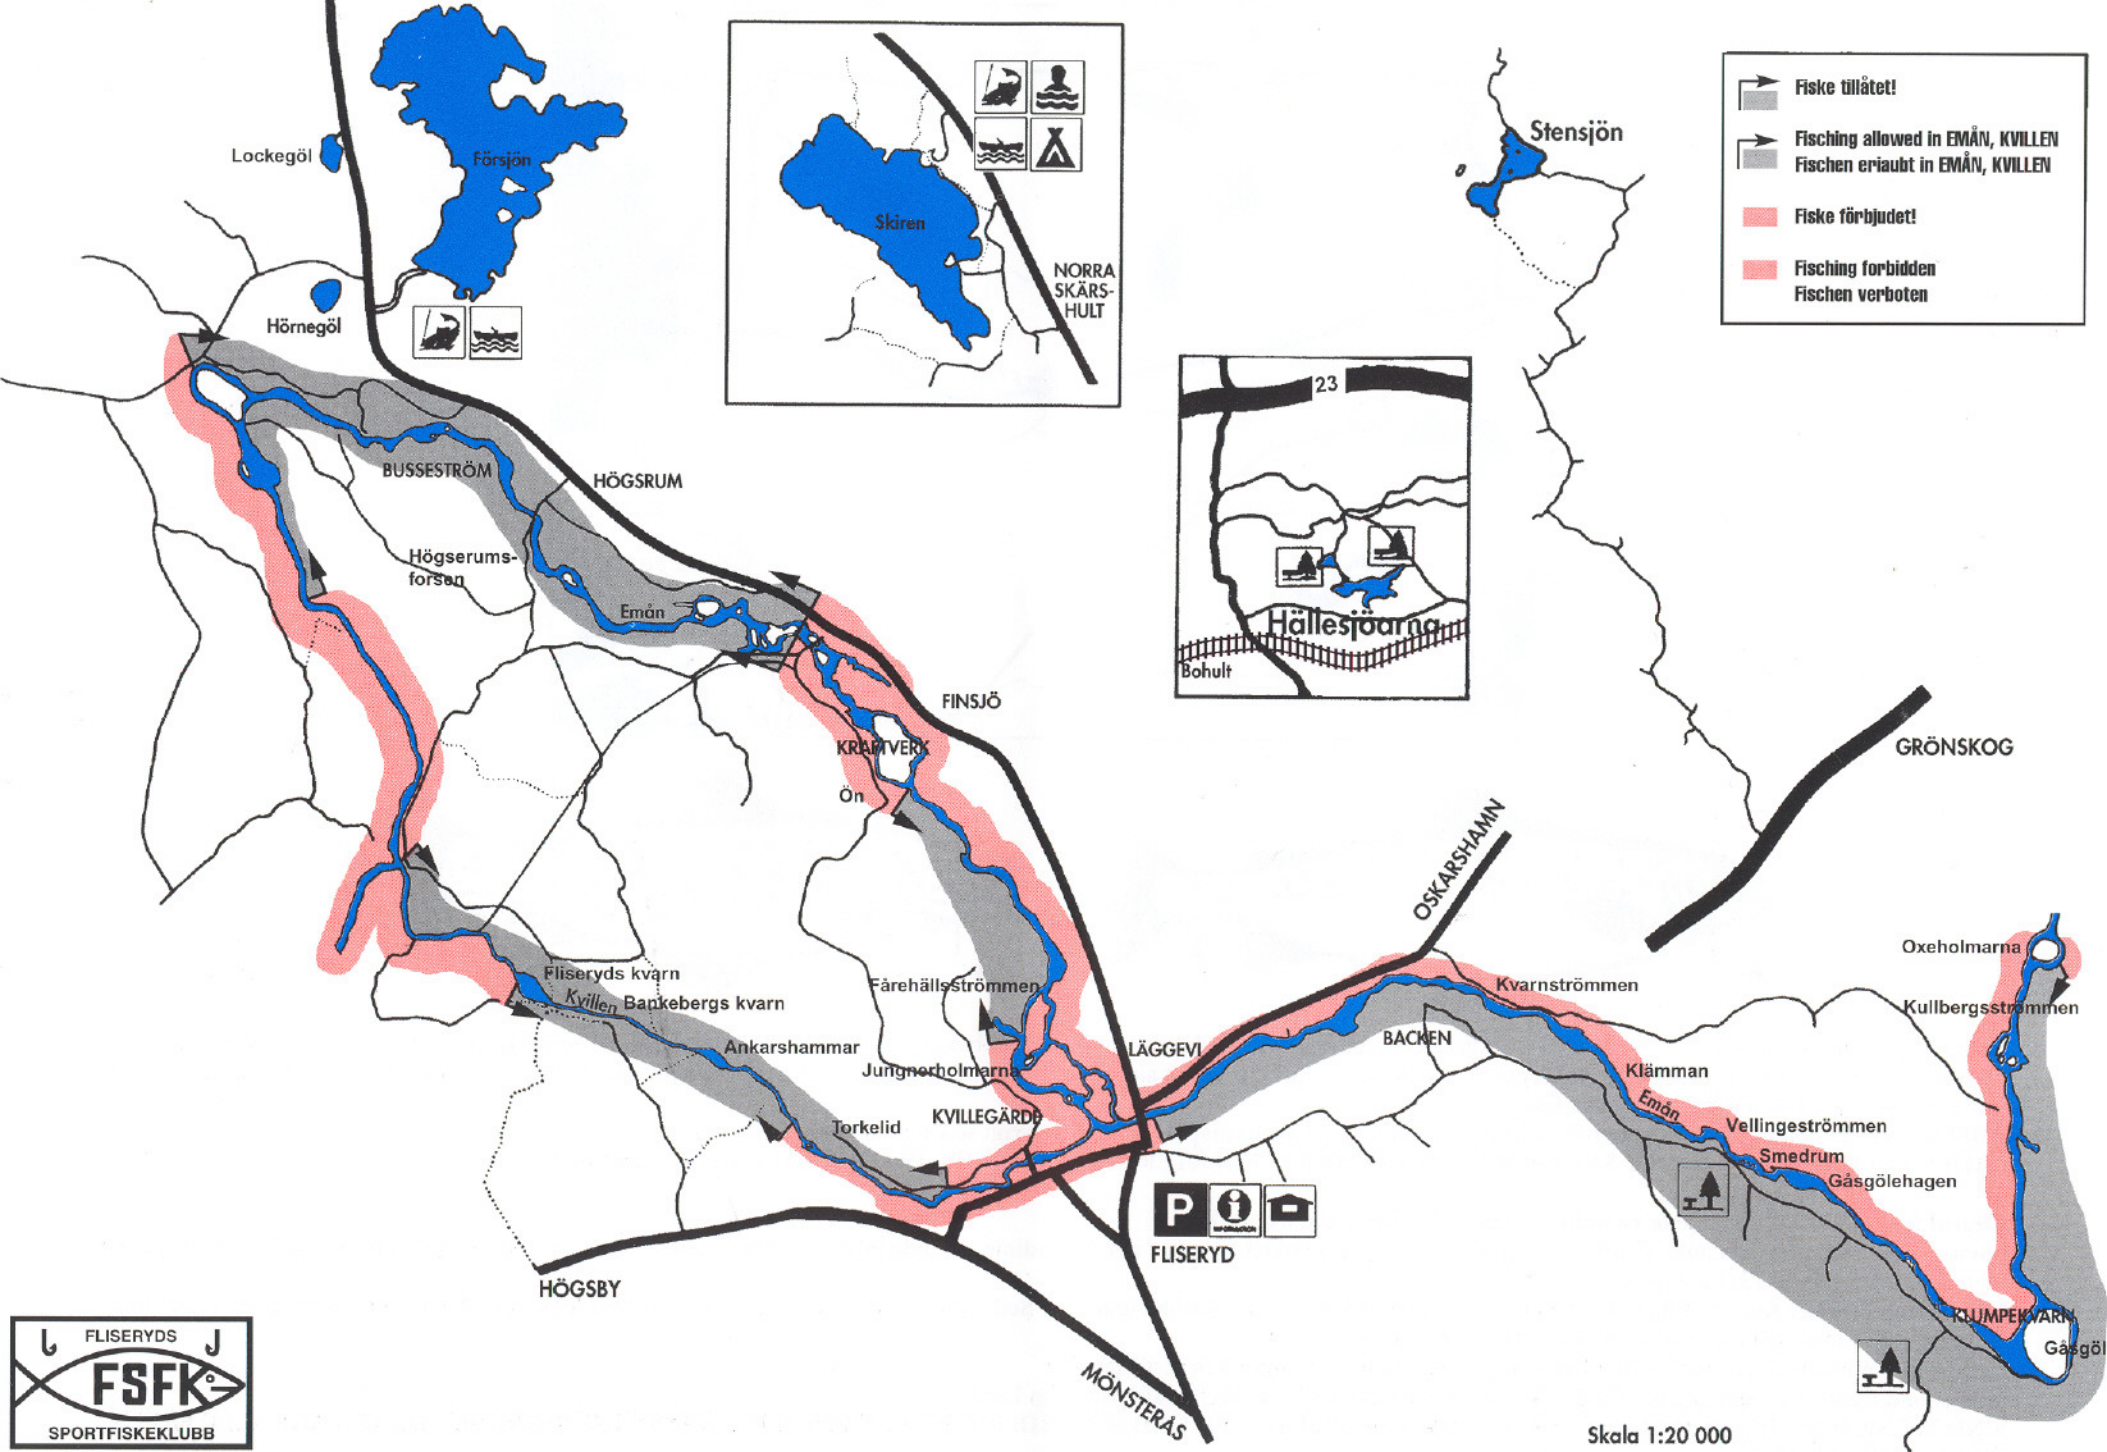 Lockegöl
Försjön
Hörnegöl
Skiren
NORRA
SKÄRS-
HULT
Stensjön
Fiske tillåtet!
Fisching allowed in EMÅN, KVILLEN
Fischen eriaubt in EMÅN, KVILLEN
Fiske förbjudet!
Fisching forbidden
Fischen verboten
23
Hällesjöarna
Bohult
BUSSESTRÖM
HÖGSRUM
Högserums-
forsen
Emån
FINSJÖ
KRAFTVERK
Ön
GRÖNSKOG
OSKARSHAMN
Fliseryds kvarn
Kvillen
Bankebergs kvarn
Ankarshammar
Fårehällsströmmen
Jungnerholmarna
KVILLEGÄRDE
Torkelid
LÄGGEVI
BACKEN
Kvarnströmmen
Klämman
Emån
Vellingeströmmen
Smedrum
Gåsgölehagen
Oxeholmarna
Kullbergsströmmen
KLUMPEKVARN
Gåsgöl
P
i
INFORMATION
FLISERYD
HÖGSBY
MÖNSTERÅS
FLISERYDS
FSFK
SPORTFISKEKLUBB
Skala 1:20 000